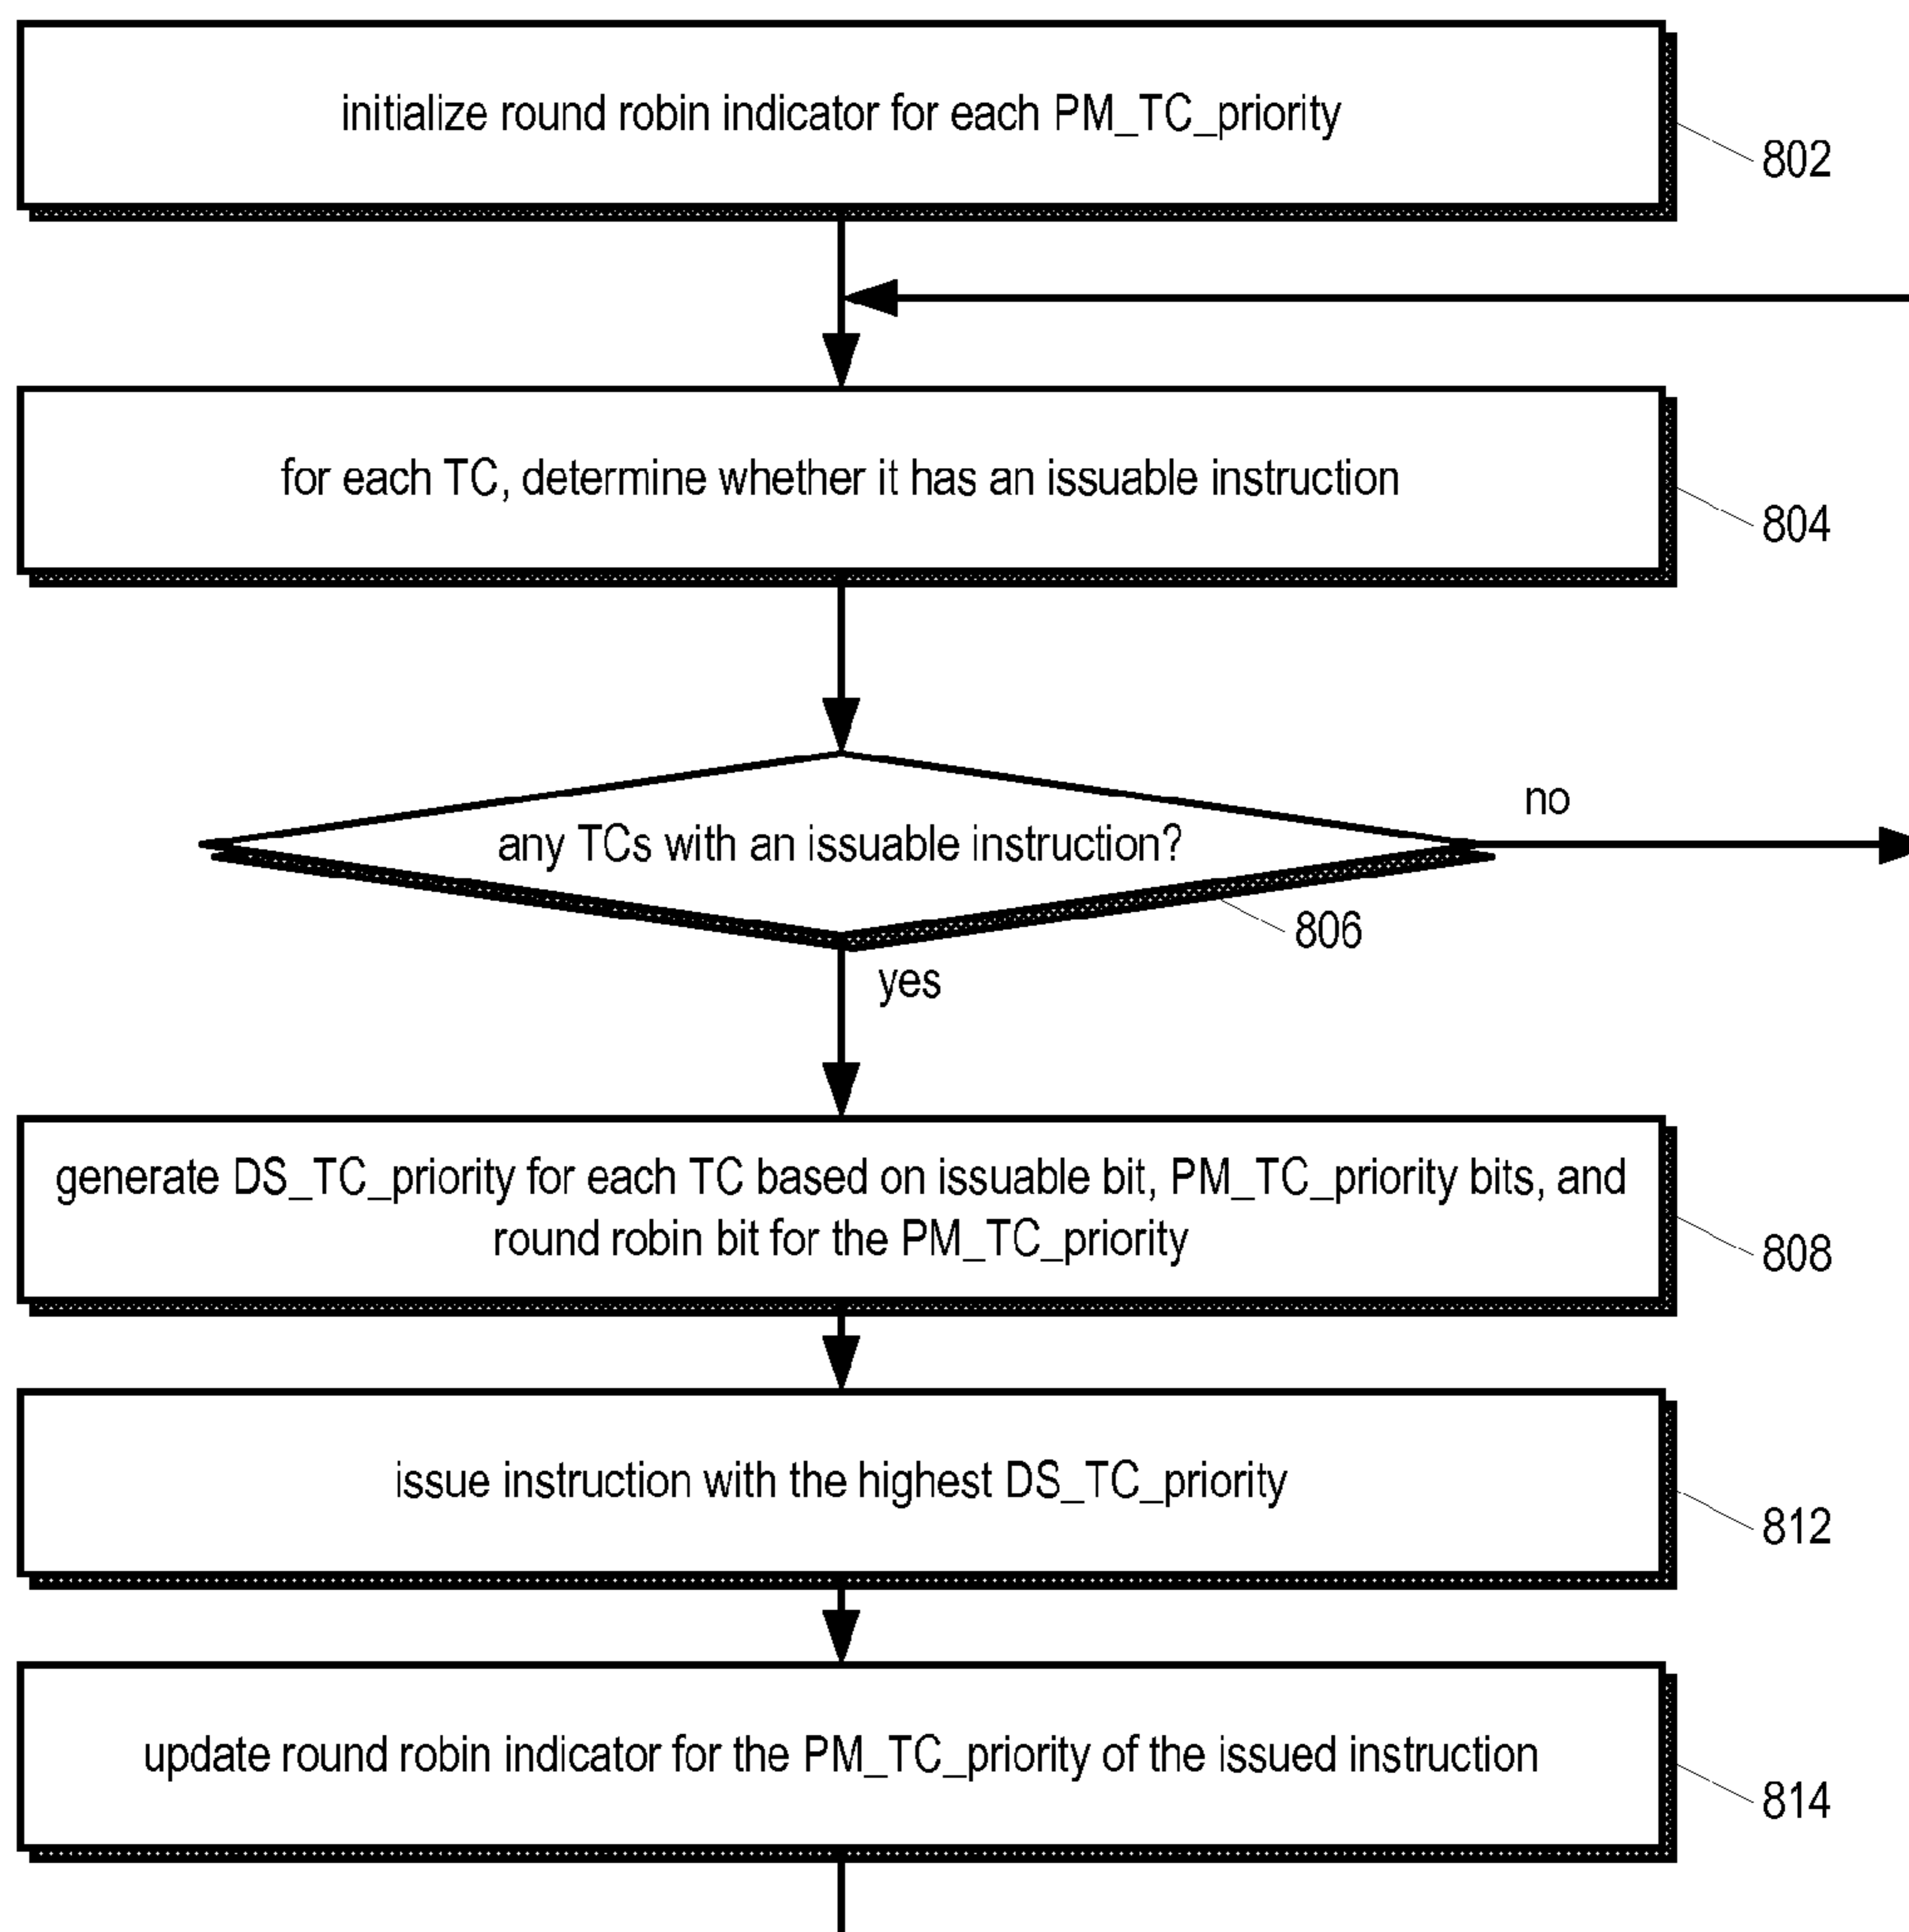 initialize round robin indicator for each PM_TC_priority
802
for each TC, determine whether it has an issuable instruction
804
no
any TCs with an issuable instruction?
806
yes
generate DS_TC_priority for each TC based on issuable bit, PM_TC_priority bits, and
round robin bit for the PM_TC_priority
808
issue instruction with the highest DS_TC_priority
812
update round robin indicator for the PM_TC_priority of the issued instruction
814